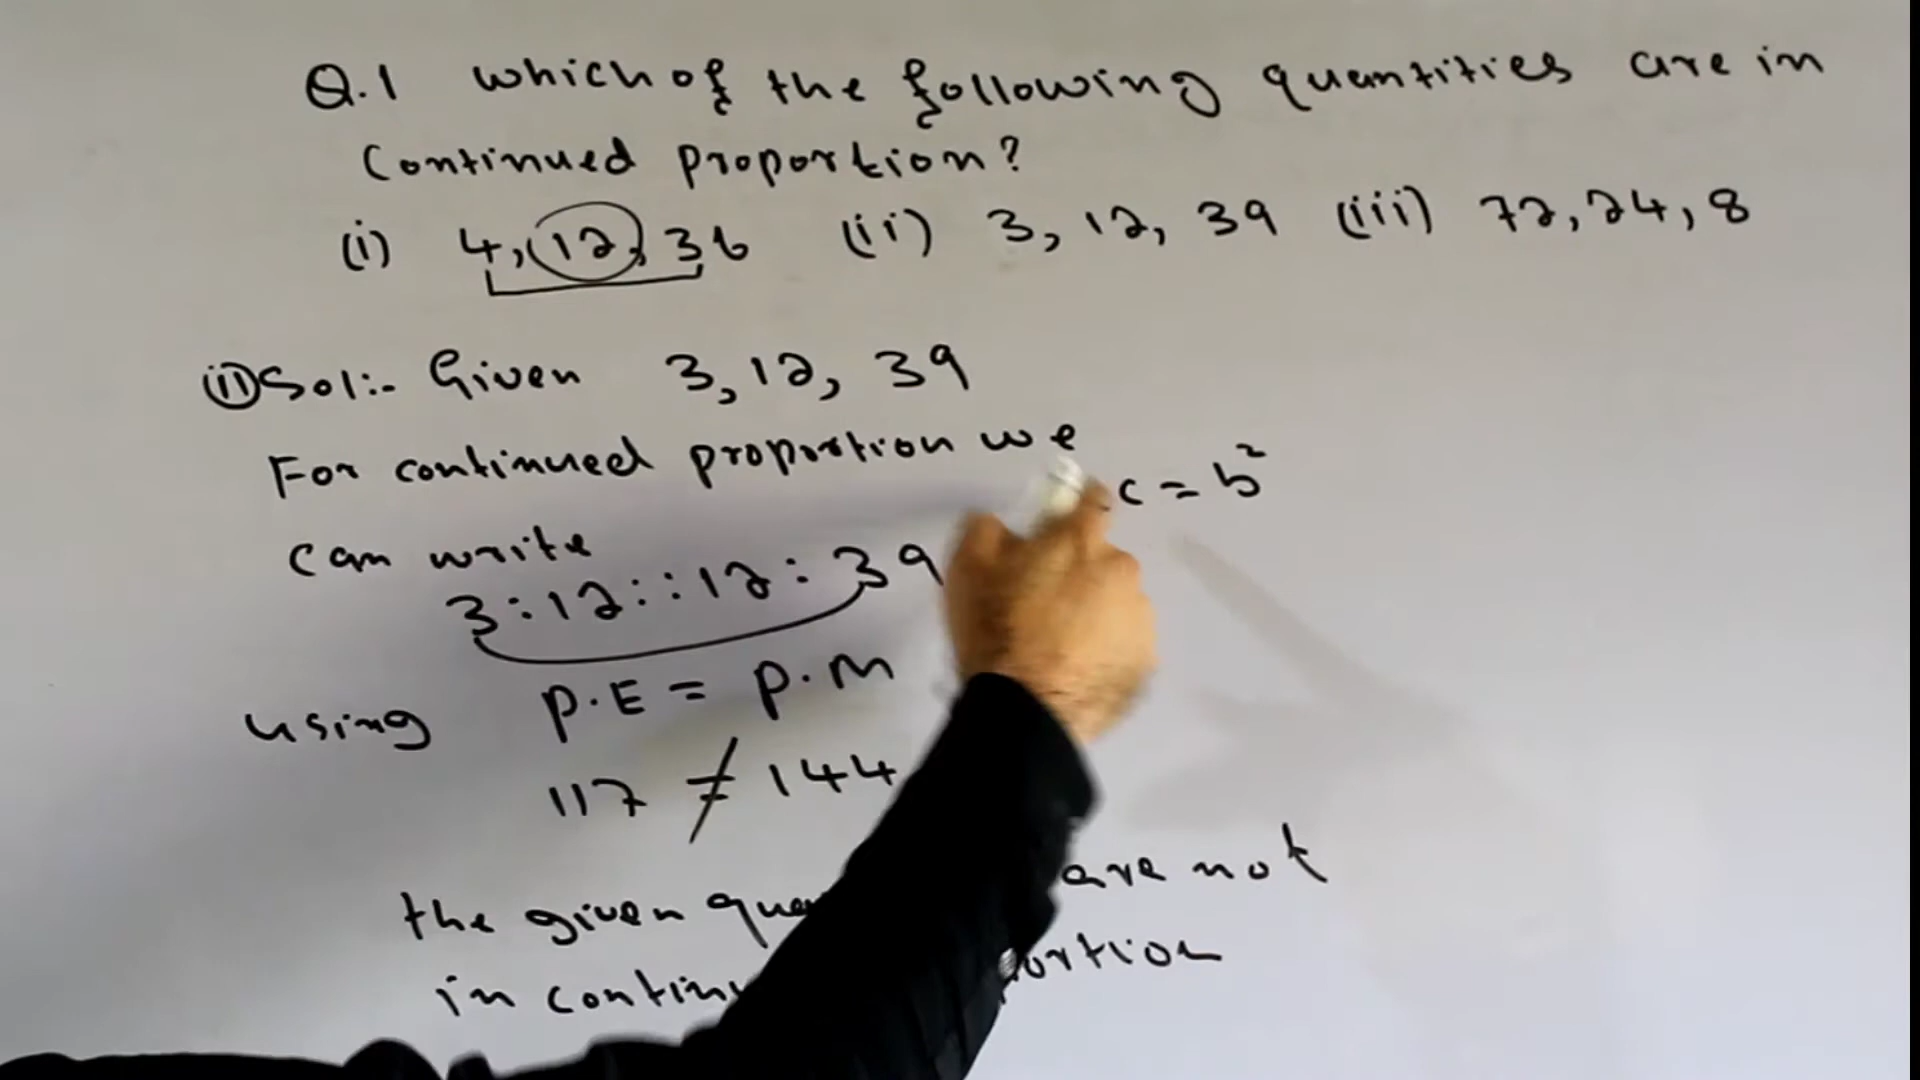 Q.1 which of the following quantities are in
Continued proportion?
(i) 4, 12, 36 (ii) 3, 12, 39 (iii) 72, 24, 8
(ii) Sol:- Given 3, 12, 39
For continued proportion we
c = b²
can write
3 : 12 :: 12 : 39
using P.E = P.M
117 ≠ 144
the given are not
in